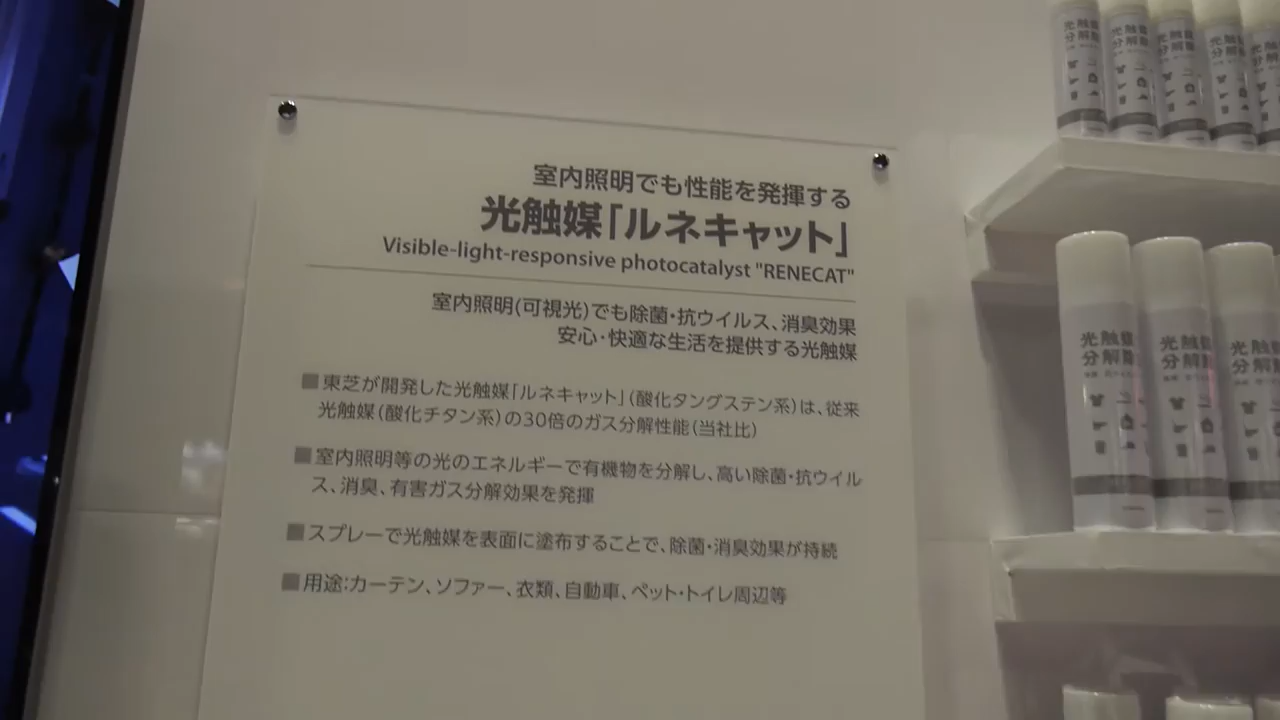 室内照明でも性能を発揮する
光触媒「ルネキャット」
Visible-light-responsive photocatalyst "RENECAT"
室内照明(可視光)でも除菌・抗ウイルス、消臭効果
安心・快適な生活を提供する光触媒
■東芝が開発した光触媒「ルネキャット」(酸化タングステン系)は、従来
光触媒(酸化チタン系)の30倍のガス分解性能(当社比)
■室内照明等の光のエネルギーで有機物を分解し、高い除菌・抗ウイル
ス、消臭、有害ガス分解効果を発揮
■スプレーで光触媒を表面に塗布することで、除菌・消臭効果が持続
■用途:カーテン、ソファー、衣類、自動車、ペット・トイレ周辺等
光触媒
分解
光触媒
分解
光触
分解